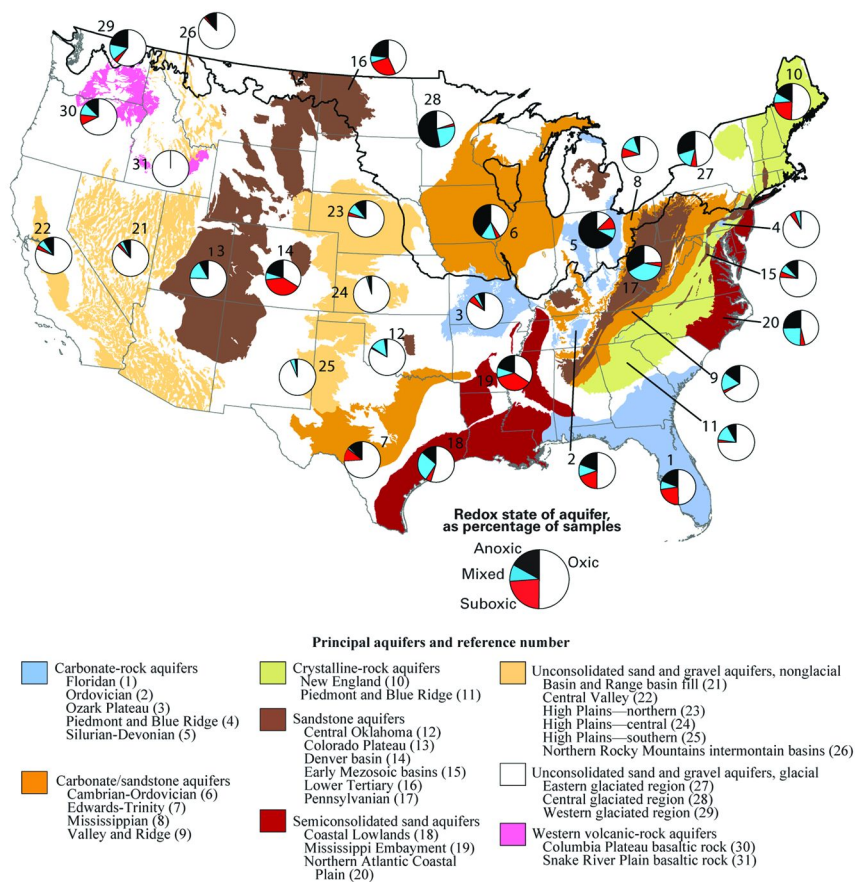 29
26
16
10
28
30
27
31
8
22
21
23
6
5
4
13
14
17
15
24
3
20
12
25
19
9
11
7
18
2
1
Redox state of aquifer,
as percentage of samples
Anoxic
Oxic
Mixed
Suboxic
Principal aquifers and reference number
Carbonate-rock aquifers
Floridan (1)
Ordovician (2)
Ozark Plateau (3)
Piedmont and Blue Ridge (4)
Silurian-Devonian (5)
Carbonate/sandstone aquifers
Cambrian-Ordovician (6)
Edwards-Trinity (7)
Mississippian (8)
Valley and Ridge (9)
Crystalline-rock aquifers
New England (10)
Piedmont and Blue Ridge (11)
Sandstone aquifers
Central Oklahoma (12)
Colorado Plateau (13)
Denver basin (14)
Early Mezosoic basins (15)
Lower Tertiary (16)
Pennsylvanian (17)
Semiconsolidated sand aquifers
Coastal Lowlands (18)
Mississippi Embayment (19)
Northern Atlantic Coastal
Plain (20)
Unconsolidated sand and gravel aquifers, nonglacial
Basin and Range basin fill (21)
Central Valley (22)
High Plains—northern (23)
High Plains—central (24)
High Plains—southern (25)
Northern Rocky Mountains intermontain basins (26)
Unconsolidated sand and gravel aquifers, glacial
Eastern glaciated region (27)
Central glaciated region (28)
Western glaciated region (29)
Western volcanic-rock aquifers
Columbia Plateau basaltic rock (30)
Snake River Plain basaltic rock (31)